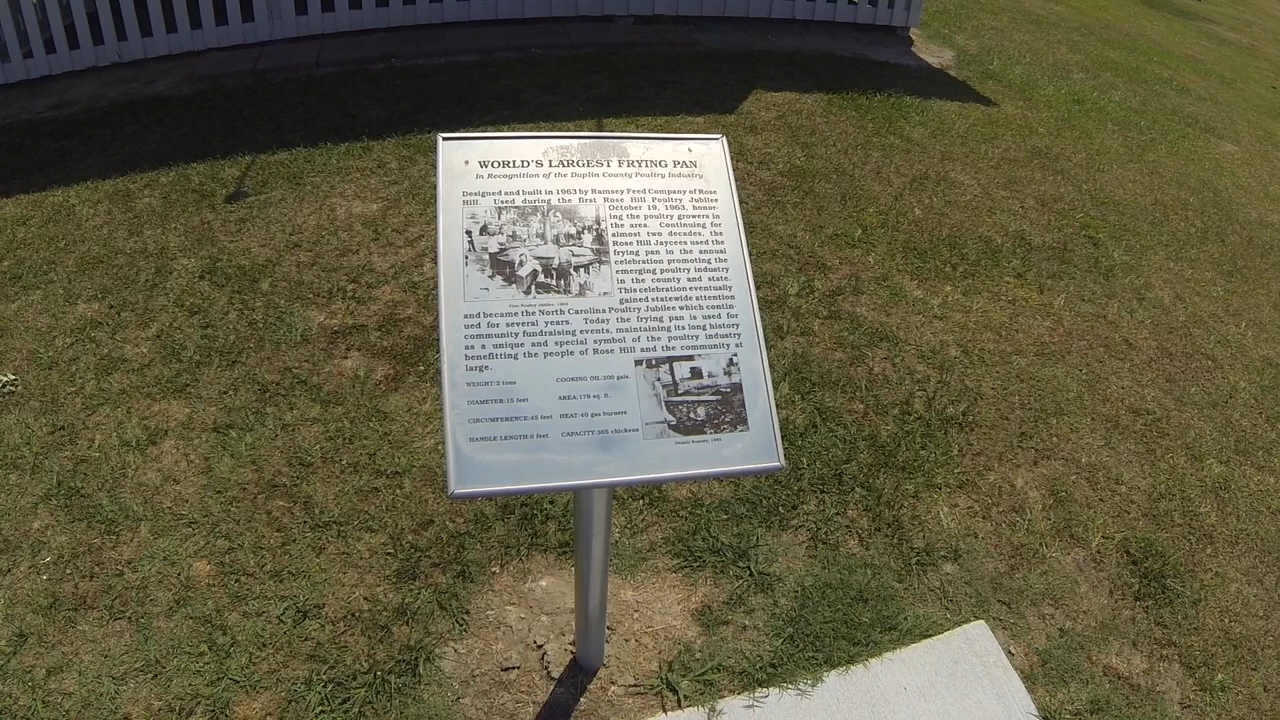 WORLD'S LARGEST FRYING PAN
In Recognition of the Duplin County Poultry Industry
Designed and built in 1963 by Ramsey Feed Company of Rose
Hill. Used during the first Rose Hill Poultry Jubilee
October 19, 1963, honor-
ing the poultry growers in
the area. Continuing for
almost two decades, the
Rose Hill Jaycees used the
frying pan in the annual
celebration promoting the
emerging poultry industry
in the county and state.
This celebration eventually
gained statewide attention
First Poultry Jubilee, 1963
and became the North Carolina Poultry Jubilee which contin-
ued for several years. Today the frying pan is used for
community fundraising events, maintaining its long history
as a unique and special symbol of the poultry industry
benefitting the people of Rose Hill and the community at
large.
WEIGHT:2 tons
COOKING OIL:200 gals.
DIAMETER:15 feet
AREA:176 sq. ft.
CIRCUMFERENCE:45 feet
HEAT:40 gas burners
HANDLE LENGTH:6 feet
CAPACITY:365 chickens
Dennis Ramsey, 1963